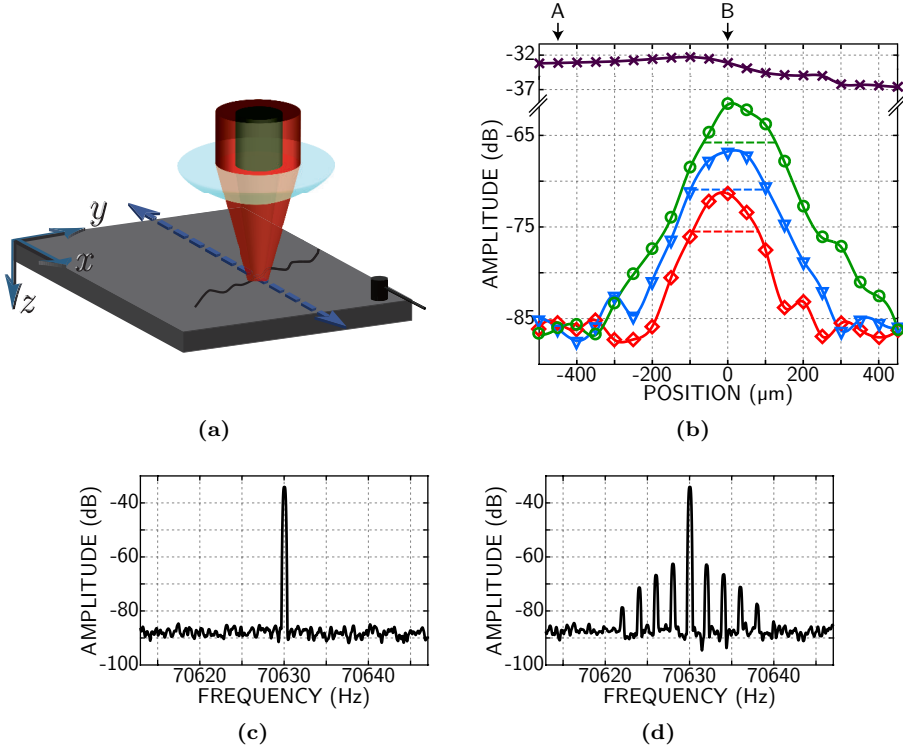 A B
y
x
z
-32
-37
-65
-75
-85
AMPLITUDE (dB)
-400 -200 0 200 400
POSITION (µm)
(a)
(b)
-40
-60
-80
-100
AMPLITUDE (dB)
70620 70630 70640
FREQUENCY (Hz)
(c)
-40
-60
-80
-100
AMPLITUDE (dB)
70620 70630 70640
FREQUENCY (Hz)
(d)